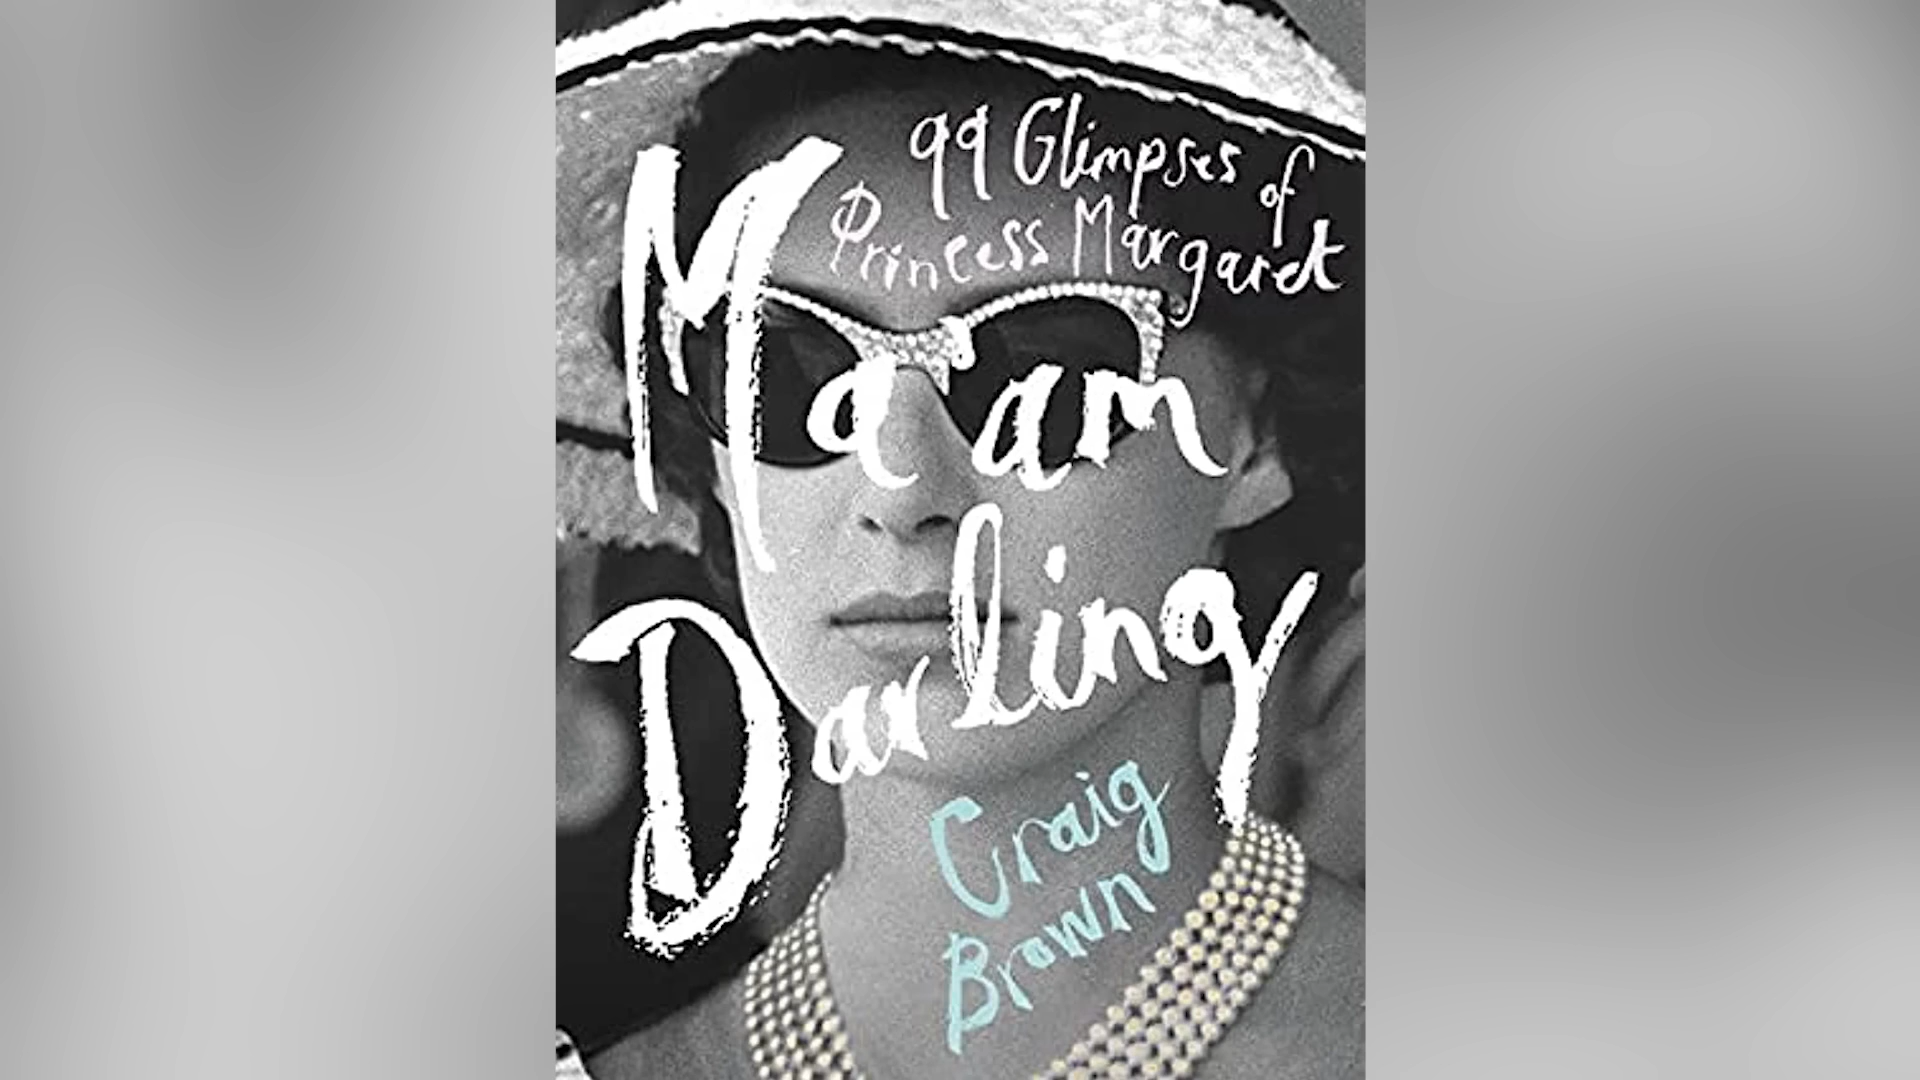 99 Glimpses of
Princess Margaret
Ma'am
Darling
Craig
Brown